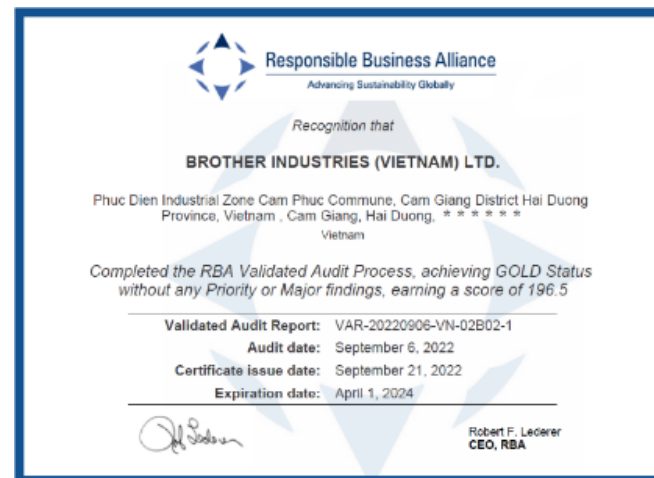 Responsible Business Alliance
Advancing Sustainability Globally
Recognition that
BROTHER INDUSTRIES (VIETNAM) LTD.
Phuc Dien Industrial Zone Cam Phuc Commune, Cam Giang District Hai Duong
Province, Vietnam , Cam Giang, Hai Duong, * * * * * *
Vietnam
Completed the RBA Validated Audit Process, achieving GOLD Status
without any Priority or Major findings, earning a score of 196.5
Validated Audit Report: VAR-20220906-VN-02B02-1
Audit date: September 6, 2022
Certificate issue date: September 21, 2022
Expiration date: April 1, 2024
Robert F. Lederer
CEO, RBA